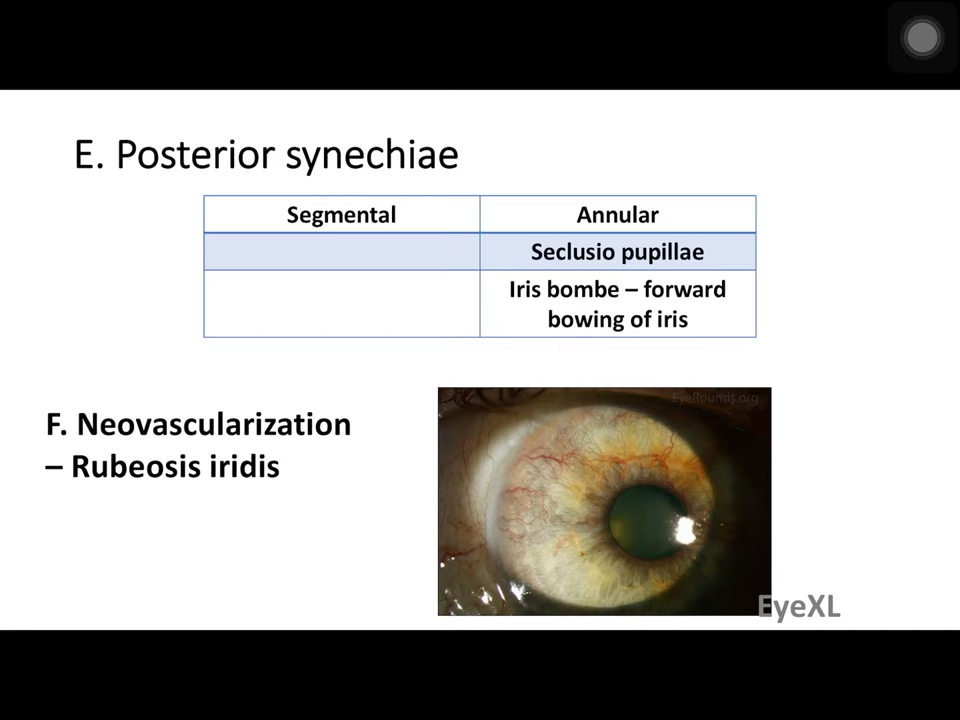 E. Posterior synechiae
Segmental
Annular
Seclusio pupillae
Iris bombe – forward
bowing of iris
F. Neovascularization
– Rubeosis iridis
EyeRounds.org
EyeXL